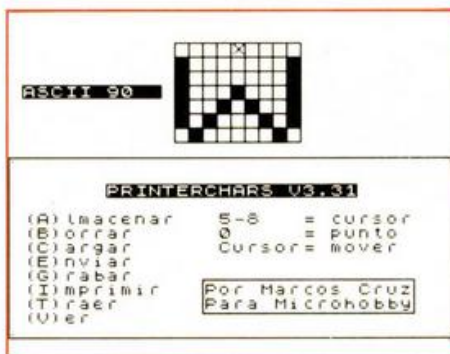 ASCII 90
PRINTERCHARS V3.31
(A)lmacenar 5-8 = cursor
(B)orrar 0 = punto
(C)argar Cursor= mover
(E)nviar
(G)rabar
(I)mprimir Por Marcos Cruz
(T)raer Para Microhobby
(V)er